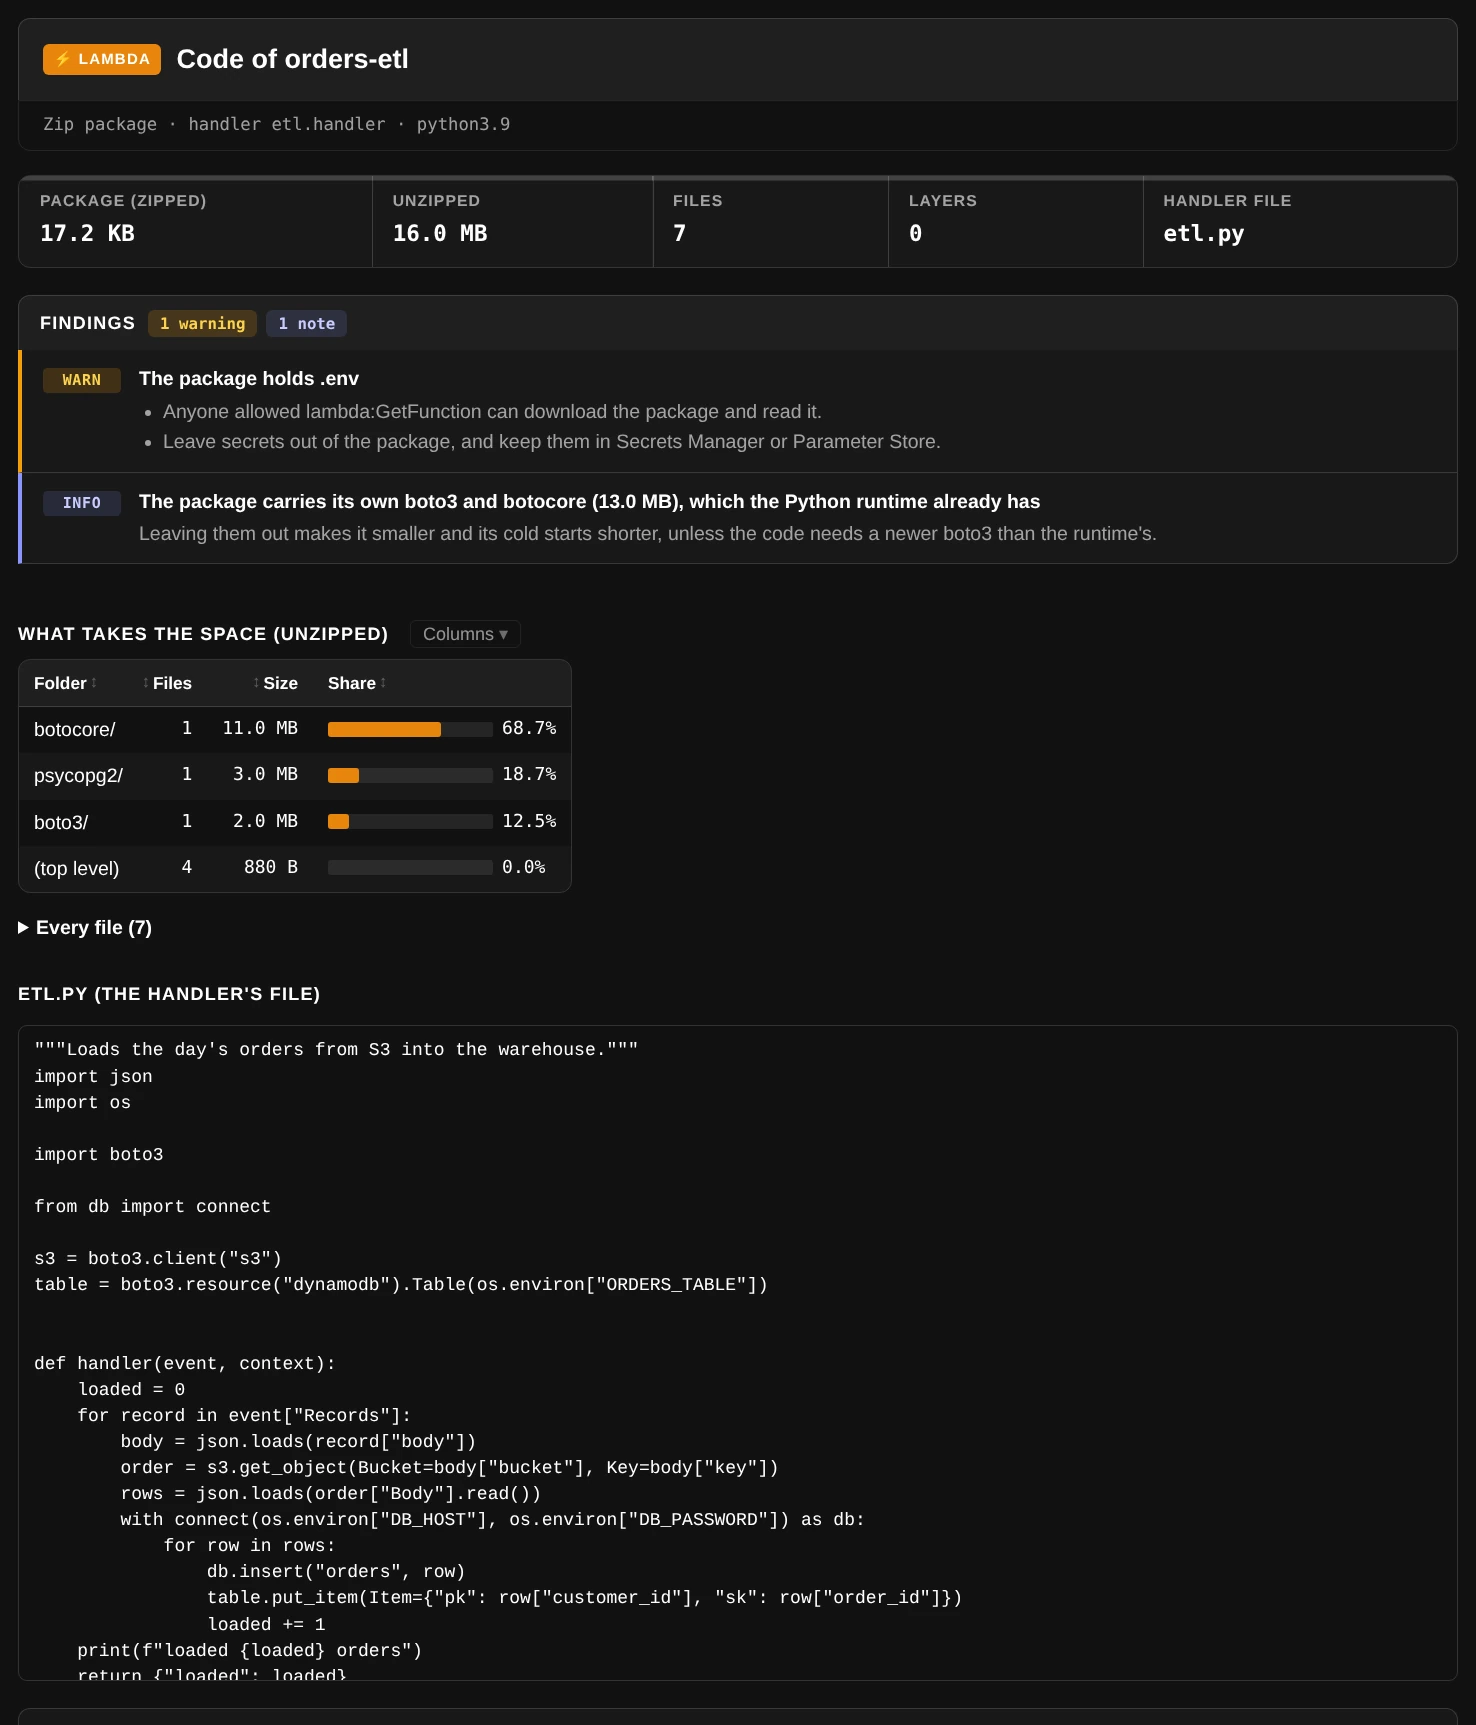 ⚡ LAMBDA Code of orders-etl
Zip package · handler etl.handler · python3.9
PACKAGE (ZIPPED) UNZIPPED FILES LAYERS HANDLER FILE
17.2 KB 16.0 MB 7 0 etl.py
FINDINGS 1 warning 1 note
WARN The package holds .env
• Anyone allowed lambda:GetFunction can download the package and read it.
• Leave secrets out of the package, and keep them in Secrets Manager or Parameter Store.
INFO The package carries its own boto3 and botocore (13.0 MB), which the Python runtime already has
Leaving them out makes it smaller and its cold starts shorter, unless the code needs a newer boto3 than the runtime's.
WHAT TAKES THE SPACE (UNZIPPED) Columns ▾
Folder ↕ ↕ Files ↕ Size Share ↕
botocore/ 1 11.0 MB 68.7%
psycopg2/ 1 3.0 MB 18.7%
boto3/ 1 2.0 MB 12.5%
(top level) 4 880 B 0.0%
▶ Every file (7)
ETL.PY (THE HANDLER'S FILE)
"""Loads the day's orders from S3 into the warehouse."""
import json
import os
import boto3
from db import connect
s3 = boto3.client("s3")
table = boto3.resource("dynamodb").Table(os.environ["ORDERS_TABLE"])
def handler(event, context):
    loaded = 0
    for record in event["Records"]:
        body = json.loads(record["body"])
        order = s3.get_object(Bucket=body["bucket"], Key=body["key"])
        rows = json.loads(order["Body"].read())
        with connect(os.environ["DB_HOST"], os.environ["DB_PASSWORD"]) as db:
            for row in rows:
                db.insert("orders", row)
                table.put_item(Item={"pk": row["customer_id"], "sk": row["order_id"]})
                loaded += 1
    print(f"loaded {loaded} orders")
    return {"loaded": loaded}